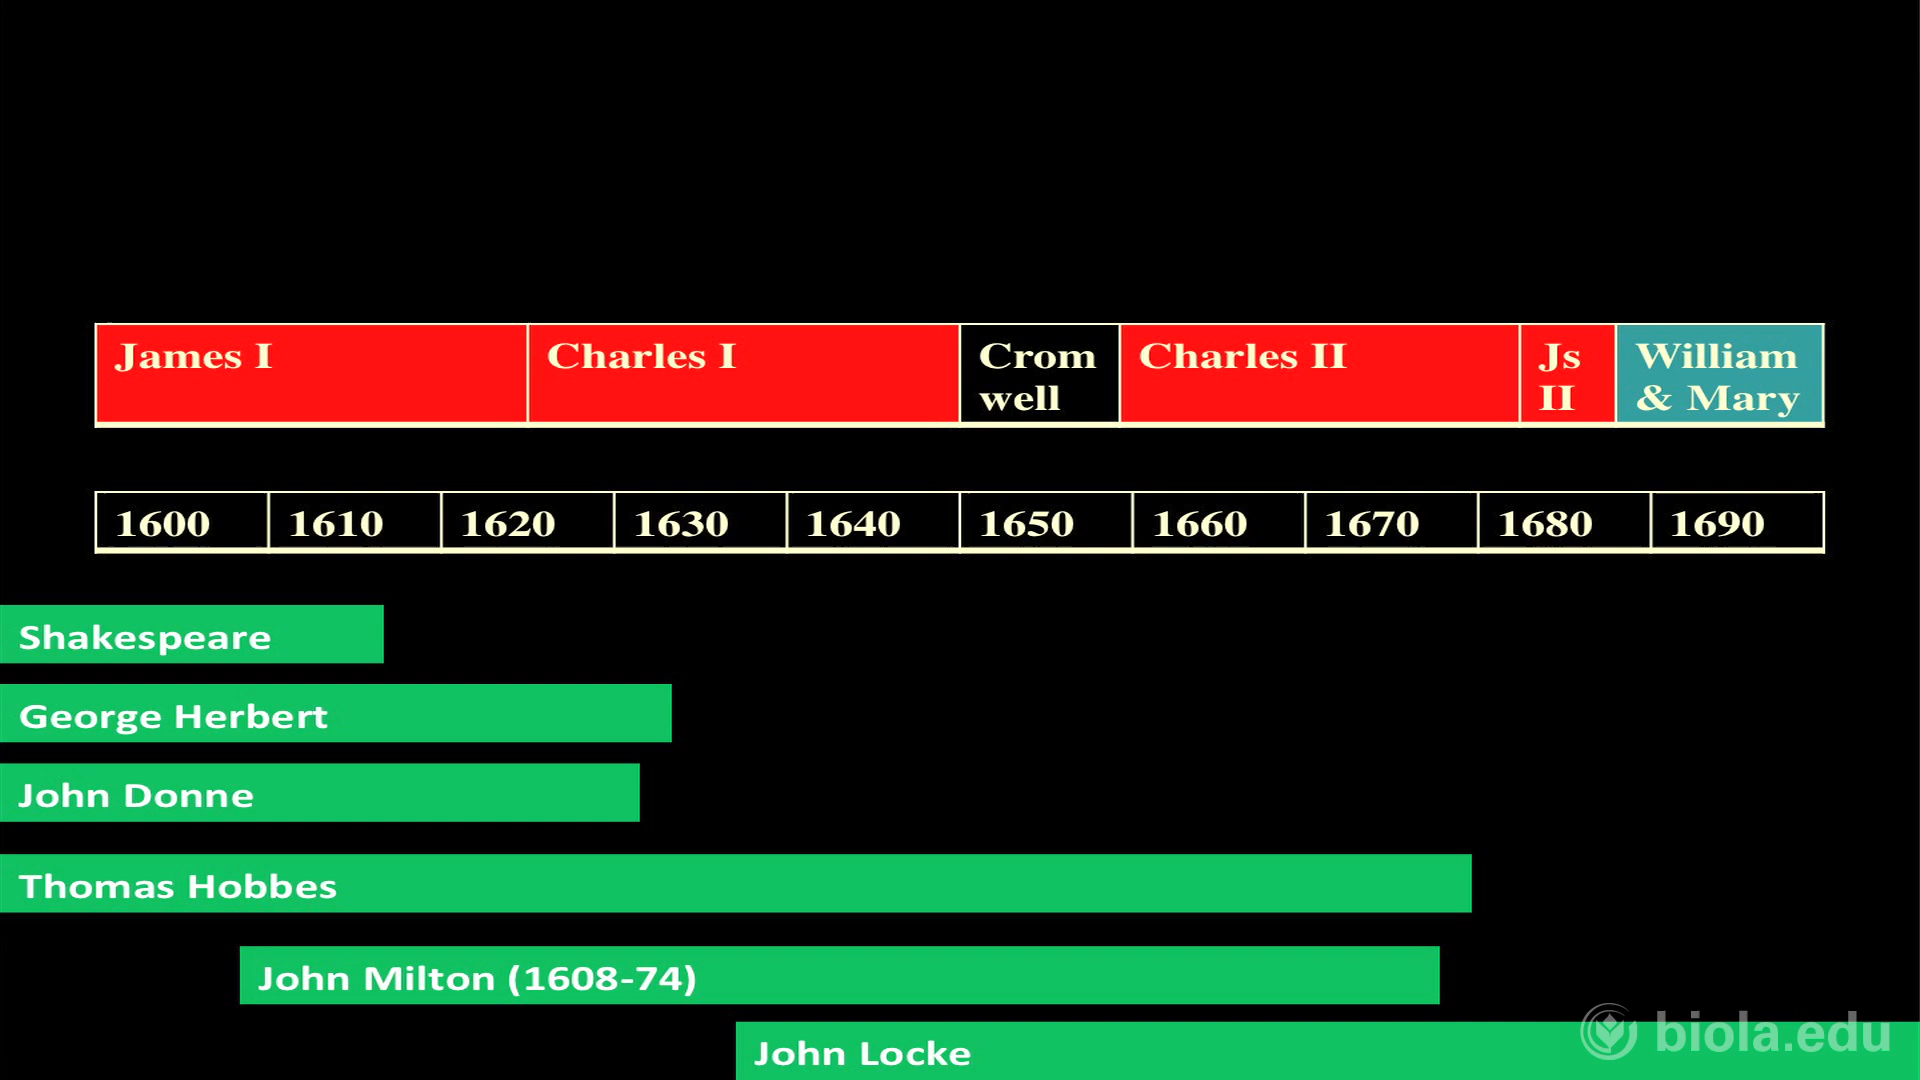 James I
Charles I
Crom
well
Charles II
Js
II
William
& Mary
1600 1610 1620 1630 1640 1650 1660 1670 1680 1690
Shakespeare
George Herbert
John Donne
Thomas Hobbes
John Milton (1608-74)
John Locke
biola.edu